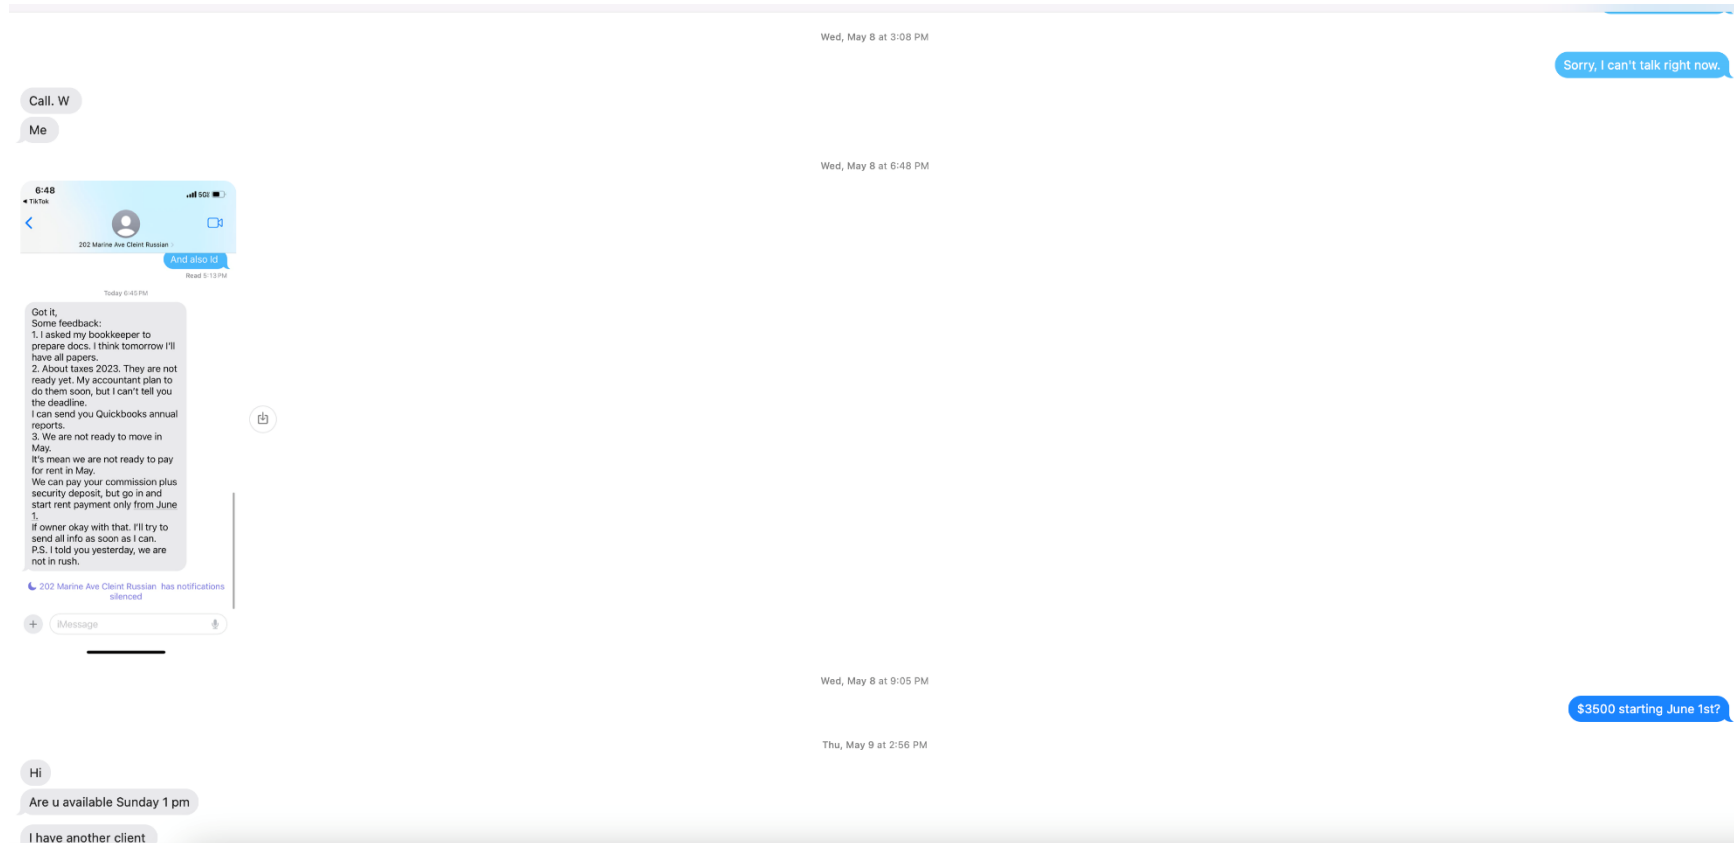 Wed, May 8 at 3:08 PM
Sorry, I can't talk right now.
Call. W
Me
Wed, May 8 at 6:48 PM
6:48
5G
◀ TikTok
202 Marine Ave Cleint Russian
And also Id
Read 5:13 PM
Today 6:45 PM
Got it,
Some feedback:
1. I asked my bookkeeper to
prepare docs. I think tomorrow I'll
have all papers.
2. About taxes 2023. They are not
ready yet. My accountant plan to
do them soon, but I can't tell you
the deadline.
I can send you Quickbooks annual
reports.
3. We are not ready to move in
May.
It's mean we are not ready to pay
for rent in May.
We can pay your commission plus
security deposit, but go in and
start rent payment only from June
1.
If owner okay with that. I'll try to
send all info as soon as I can.
P.S. I told you yesterday, we are
not in rush.
202 Marine Ave Cleint Russian has notifications
silenced
iMessage
Wed, May 8 at 9:05 PM
$3500 starting June 1st?
Thu, May 9 at 2:56 PM
Hi
Are u available Sunday 1 pm
I have another client